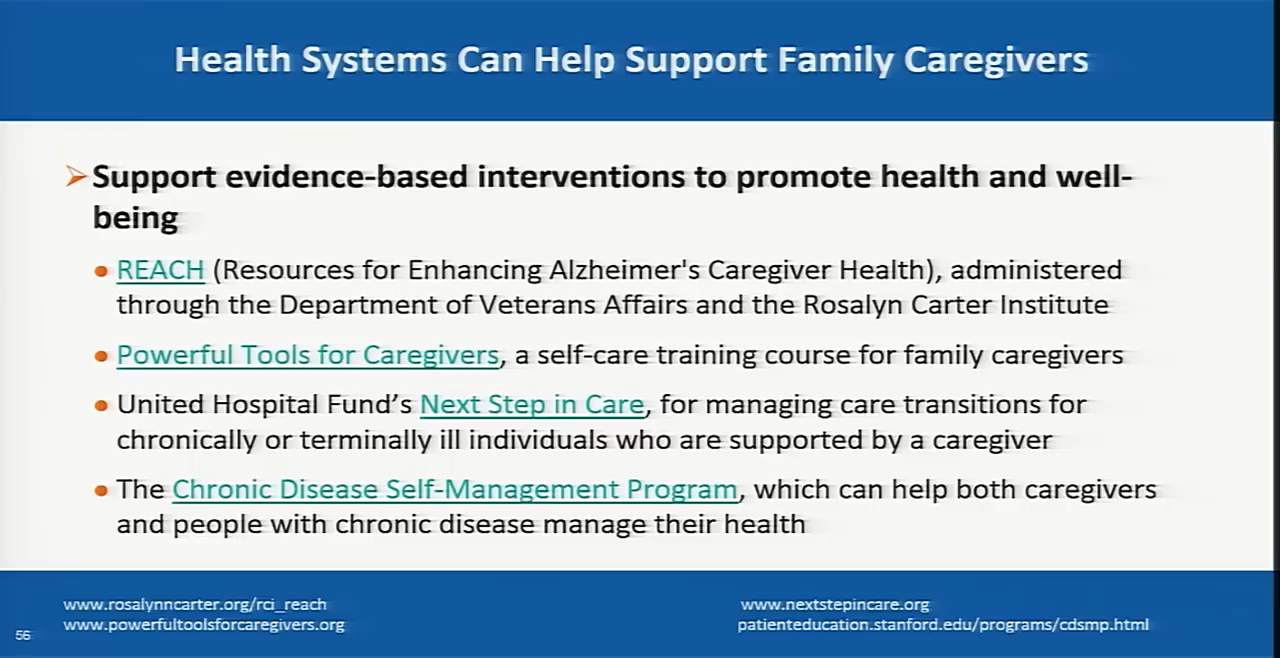 Health Systems Can Help Support Family Caregivers
Support evidence-based interventions to promote health and well-
being
REACH (Resources for Enhancing Alzheimer's Caregiver Health), administered
through the Department of Veterans Affairs and the Rosalyn Carter Institute
Powerful Tools for Caregivers, a self-care training course for family caregivers
United Hospital Fund’s Next Step in Care, for managing care transitions for
chronically or terminally ill individuals who are supported by a caregiver
The Chronic Disease Self-Management Program, which can help both caregivers
and people with chronic disease manage their health
www.rosalynncarter.org/rci_reach
www.powerfultoolsforcaregivers.org
www.nextstepincare.org
patienteducation.stanford.edu/programs/cdsmp.html
56